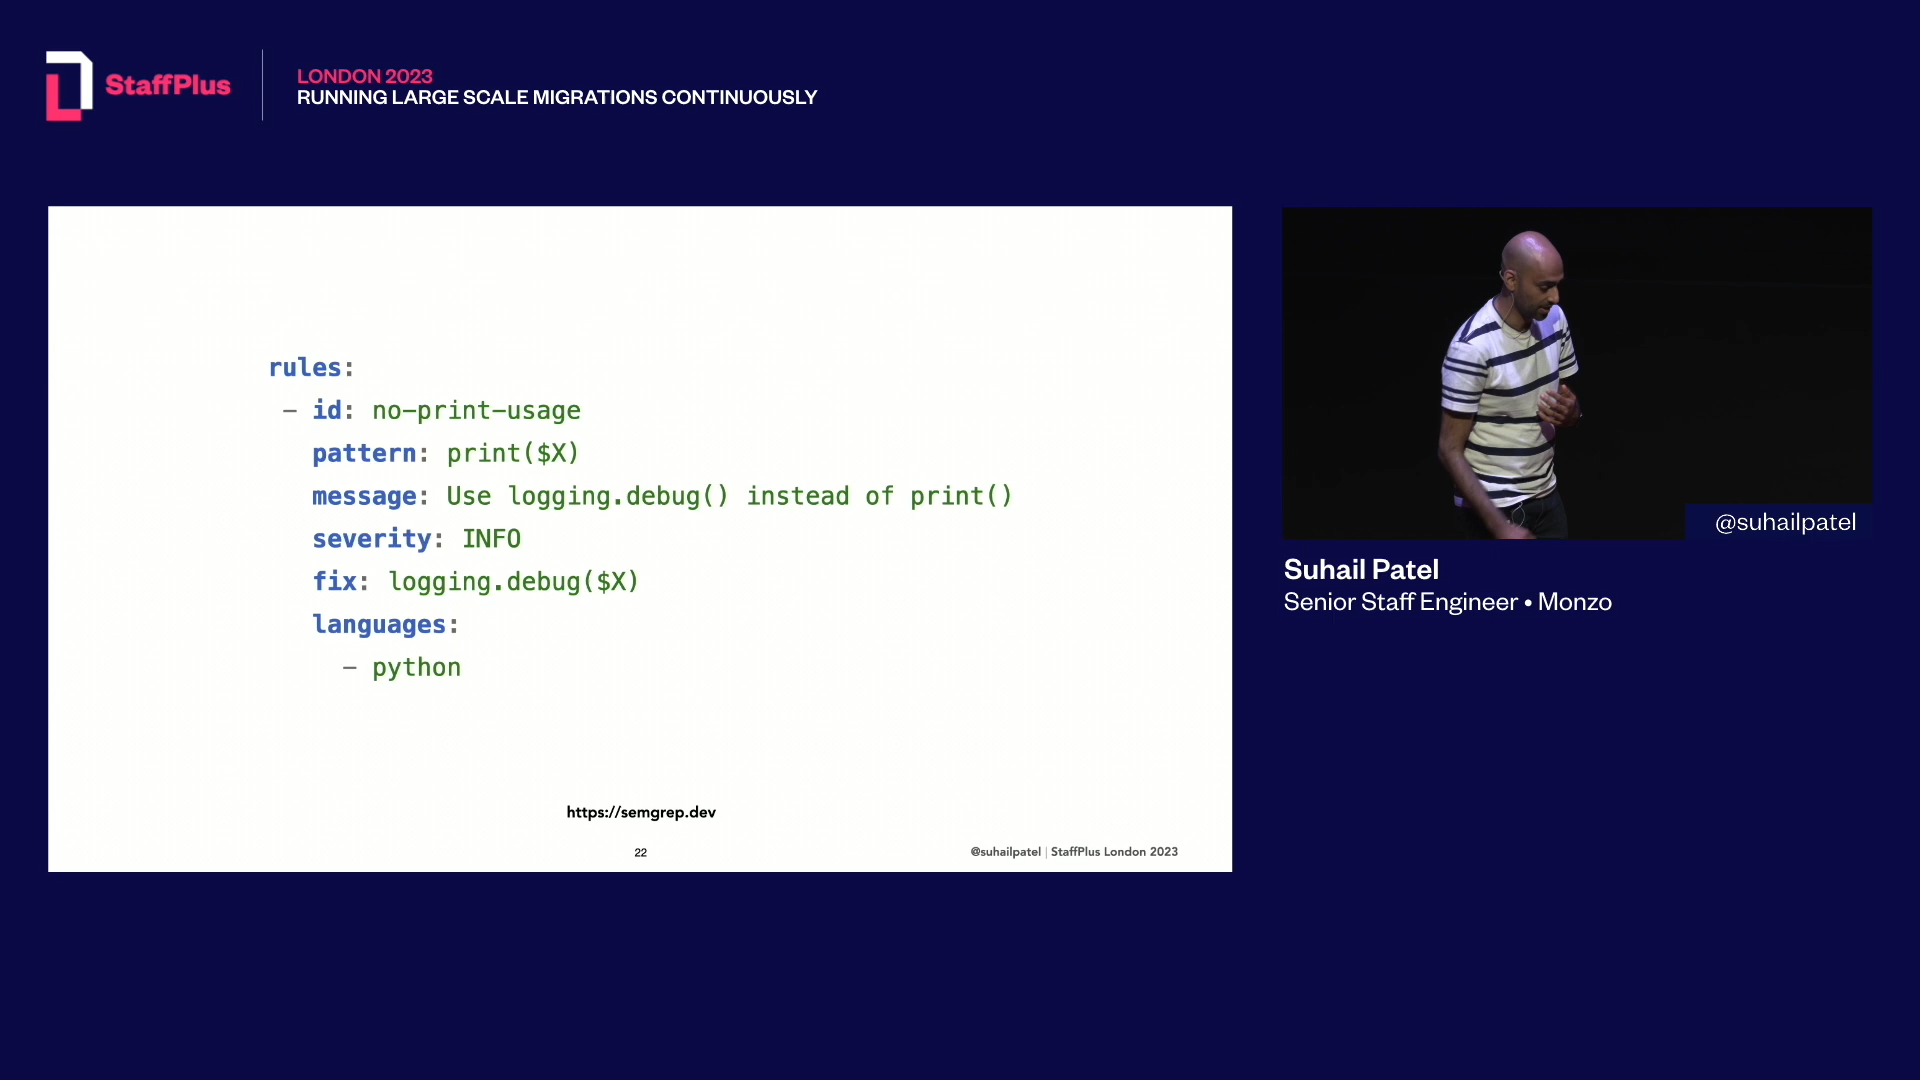 StaffPlus
LONDON 2023
RUNNING LARGE SCALE MIGRATIONS CONTINUOUSLY
rules:
- id: no-print-usage
pattern: print($X)
message: Use logging.debug() instead of print()
severity: INFO
fix: logging.debug($X)
languages:
- python
https://semgrep.dev
22
@suhailpatel | StaffPlus London 2023
@suhailpatel
Suhail Patel
Senior Staff Engineer • Monzo